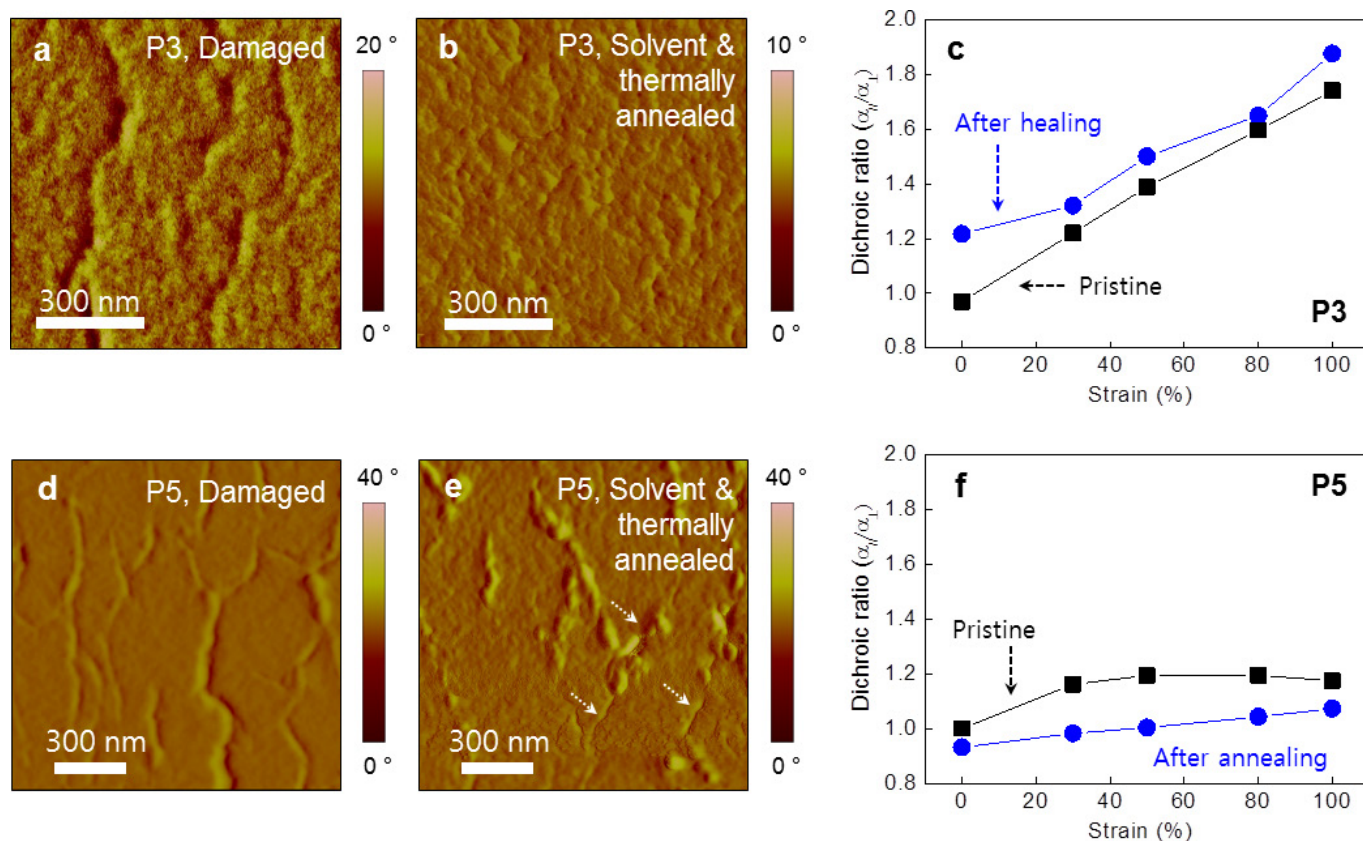 a
P3, Damaged
20 °
0 °
300 nm
b
P3, Solvent &
thermally
annealed
10 °
0 °
300 nm
c
2.0
1.8
1.6
1.4
1.2
1.0
0.8
Dichroic ratio (α∥/α⊥)
After healing
Pristine
P3
0 20 40 60 80 100
Strain (%)
d
P5, Damaged
40 °
0 °
300 nm
e
P5, Solvent &
thermally
annealed
40 °
0 °
300 nm
f
P5
2.0
1.8
1.6
1.4
1.2
1.0
0.8
Dichroic ratio (α∥/α⊥)
Pristine
After annealing
0 20 40 60 80 100
Strain (%)